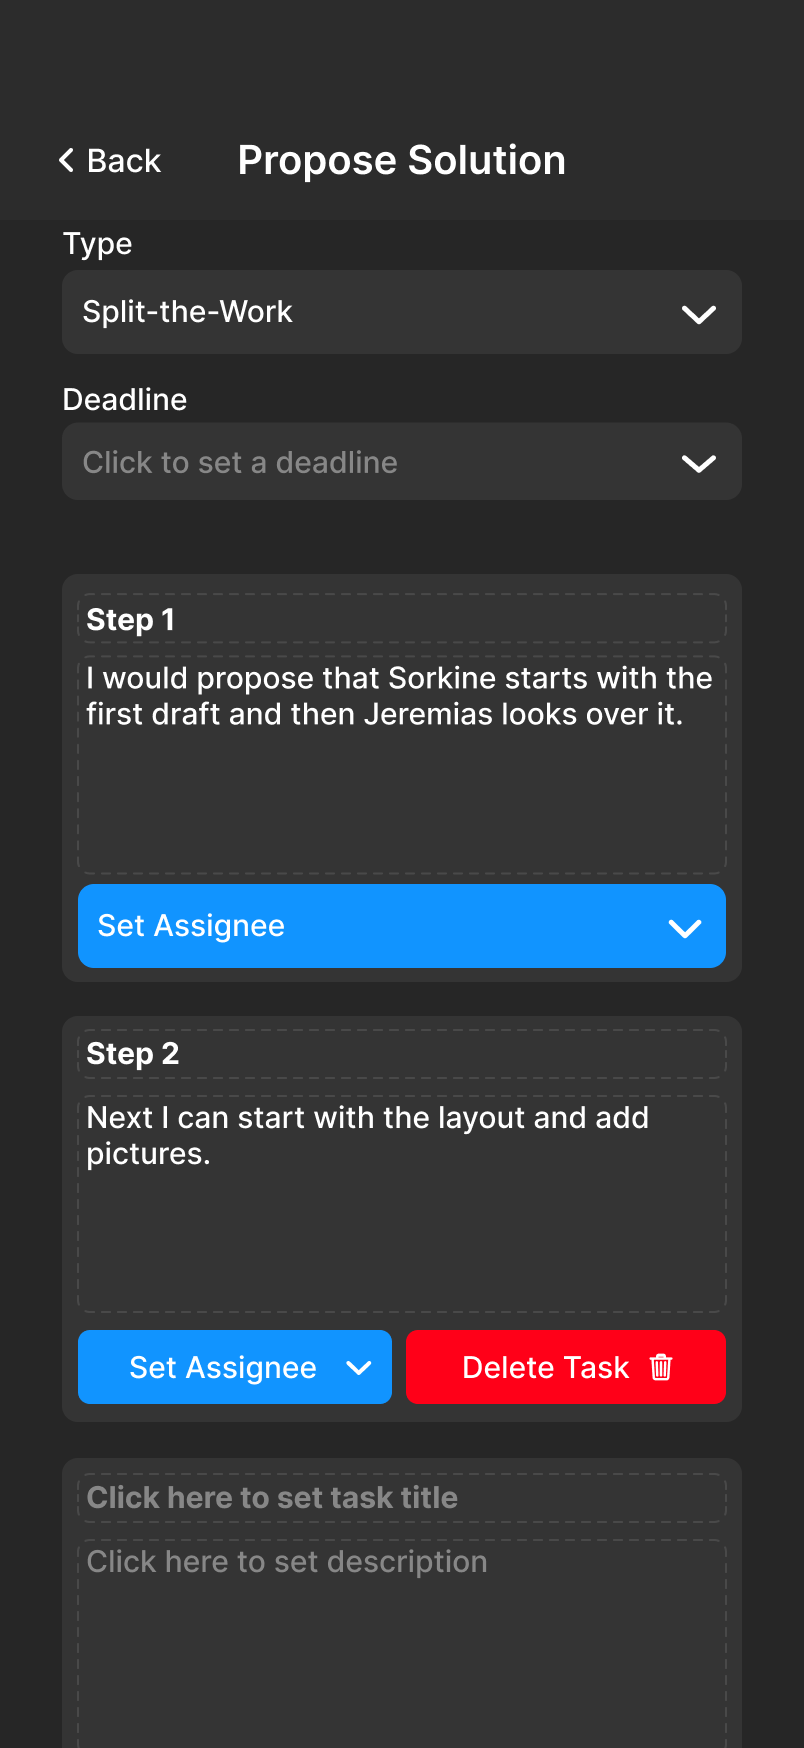 Back
Propose Solution
Type
Split-the-Work
Deadline
Click to set a deadline
Step 1
I would propose that Sorkine starts with the
first draft and then Jeremias looks over it.
Set Assignee
Step 2
Next I can start with the layout and add
pictures.
Set Assignee
Delete Task
Click here to set task title
Click here to set description